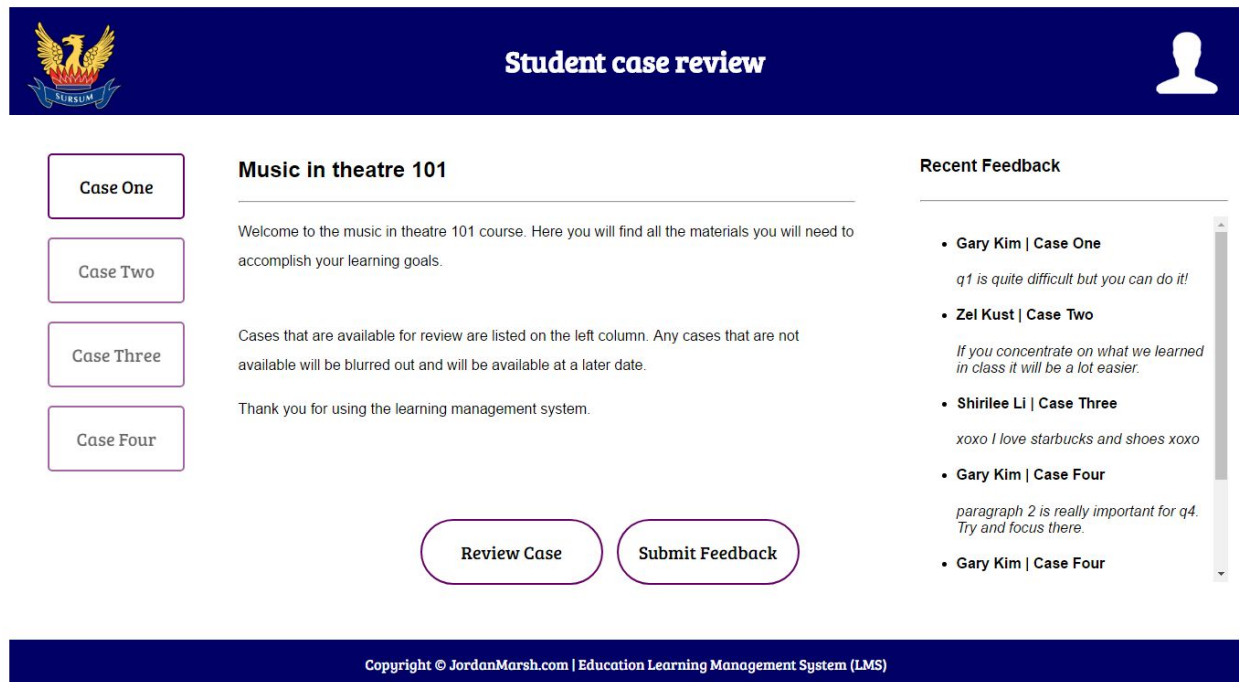 SURSUM
Student case review
Case One
Case Two
Case Three
Case Four
Music in theatre 101
Welcome to the music in theatre 101 course. Here you will find all the materials you will need to
accomplish your learning goals.
Cases that are available for review are listed on the left column. Any cases that are not
available will be blurred out and will be available at a later date.
Thank you for using the learning management system.
Review Case
Submit Feedback
Recent Feedback
• Gary Kim | Case One
q1 is quite difficult but you can do it!
• Zel Kust | Case Two
If you concentrate on what we learned
in class it will be a lot easier.
• Shirilee Li | Case Three
xoxo I love starbucks and shoes xoxo
• Gary Kim | Case Four
paragraph 2 is really important for q4.
Try and focus there.
• Gary Kim | Case Four
Copyright © JordanMarsh.com | Education Learning Management System (LMS)